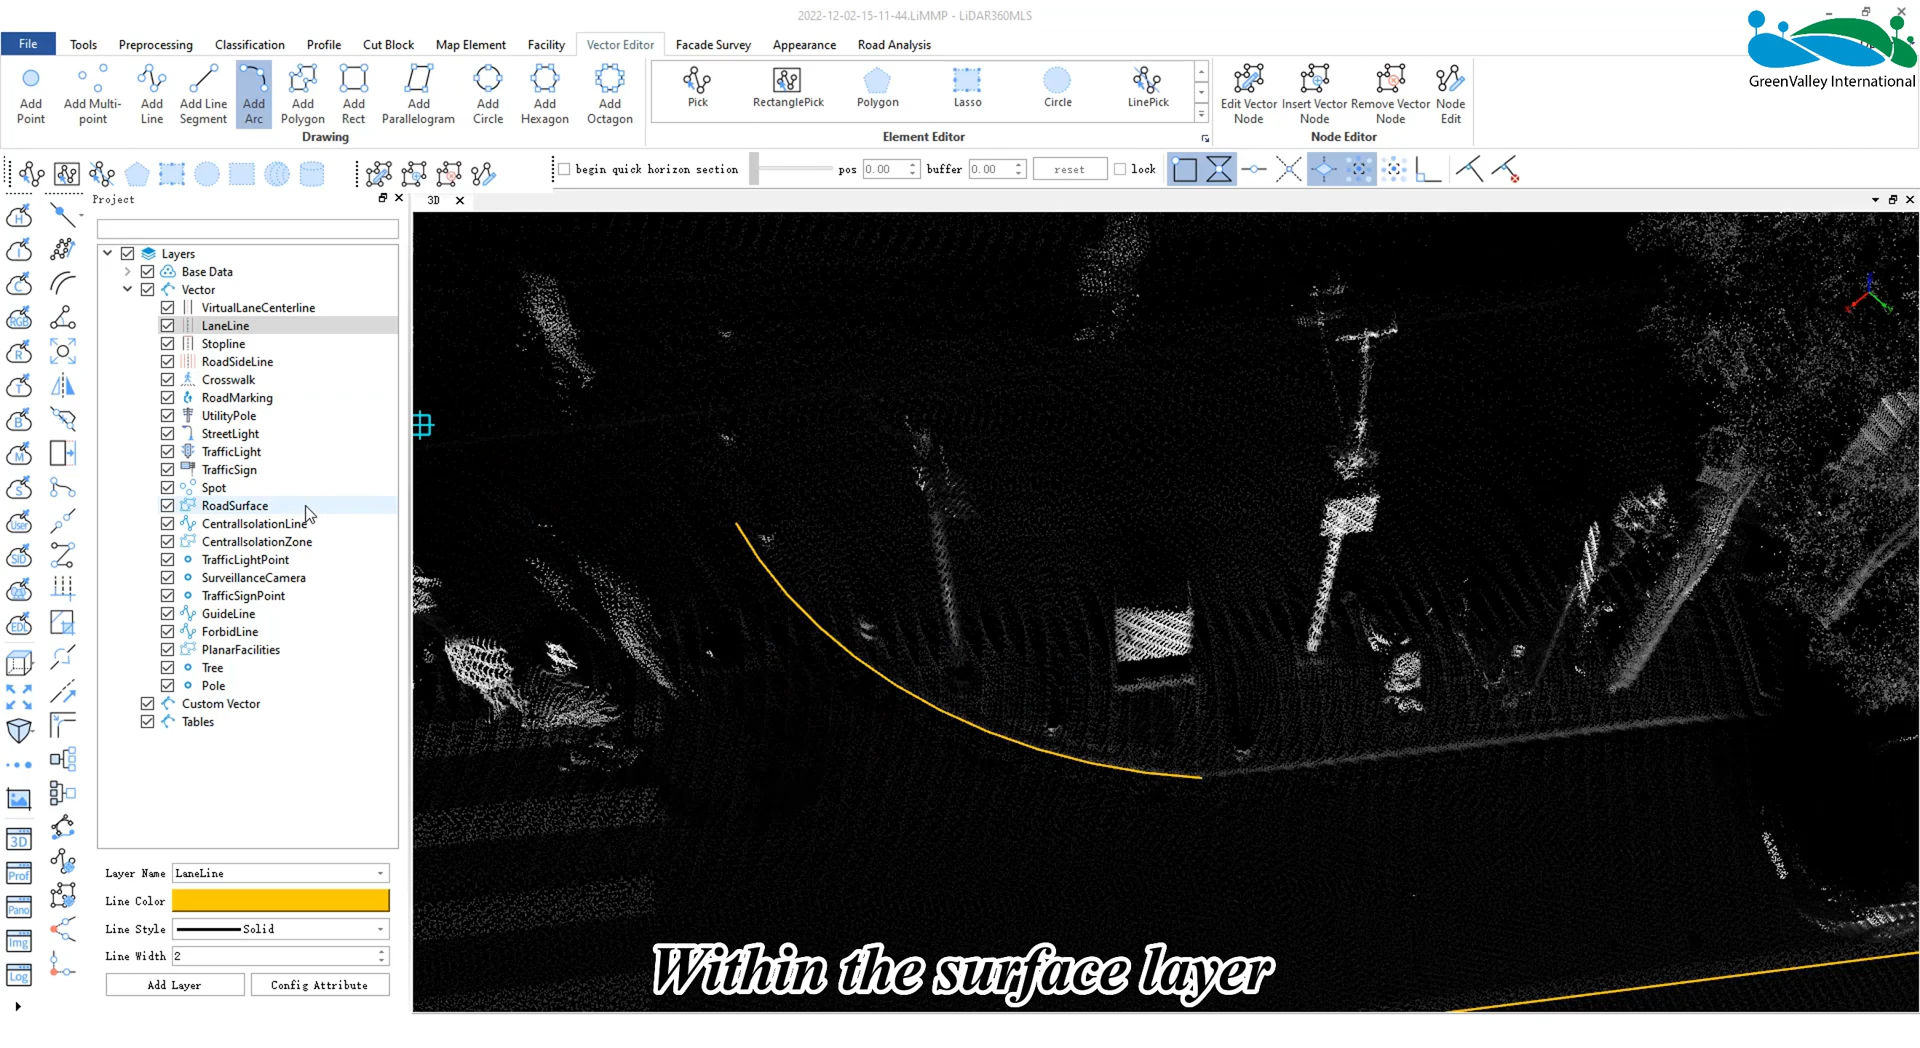 2022-12-02-15-11-44.LiMMP - LiDAR360MLS
GreenValley International
File Tools Preprocessing Classification Profile Cut Block Map Element Facility Vector Editor Facade Survey Appearance Road Analysis
Add Point
Add Multi-point
Add Line
Add Line Segment
Add Arc
Add Polygon
Add Rect
Add Parallelogram
Add Circle
Add Hexagon
Add Octagon
Drawing
Pick
RectanglePick
Polygon
Lasso
Circle
LinePick
Element Editor
Edit Vector Node
Insert Vector Node
Remove Vector Node
Node Edit
Node Editor
begin quick horizon section pos 0.00 buffer 0.00 reset lock
Project
3D
Layers
Base Data
Vector
VirtualLaneCenterline
LaneLine
Stopline
RoadSideLine
Crosswalk
RoadMarking
UtilityPole
StreetLight
TrafficLight
TrafficSign
Spot
RoadSurface
CentralIsolationLine
CentralIsolationZone
TrafficLightPoint
SurveillanceCamera
TrafficSignPoint
GuideLine
ForbidLine
PlanarFacilities
Tree
Pole
Custom Vector
Tables
H
I
C
RGB
R
T
B
M
S
User
SID
EDL
3D
Prof
Pano
Img
Log
Layer Name LaneLine
Line Color
Line Style Solid
Line Width 2
Add Layer Config Attribute
Within the surface layer